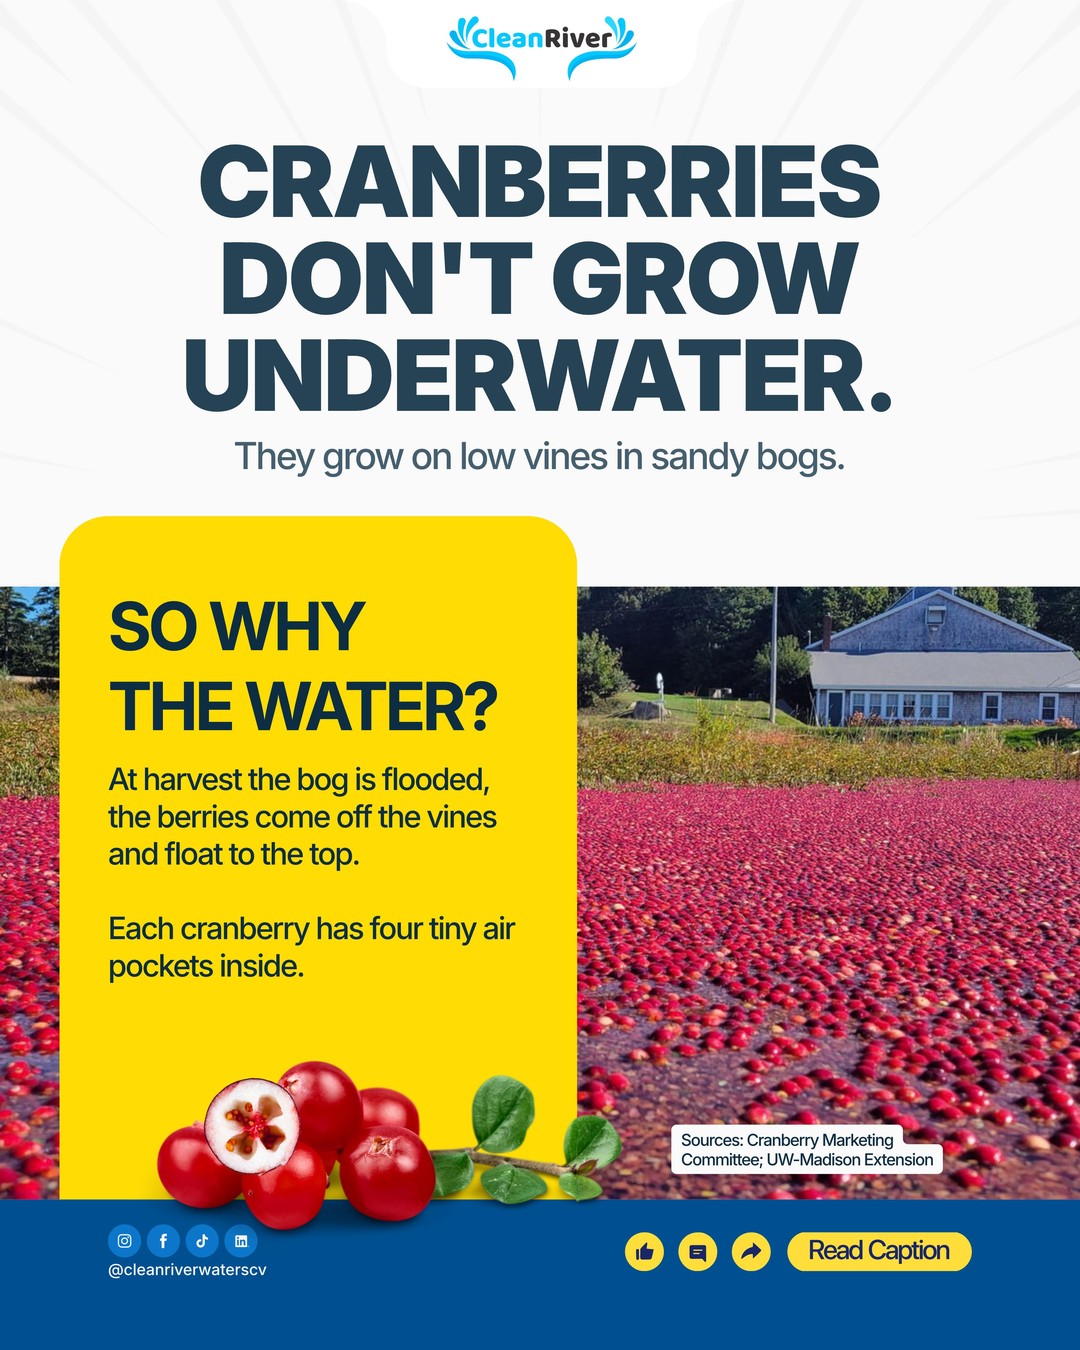 CleanRiver
CRANBERRIES
DON'T GROW
UNDERWATER.
They grow on low vines in sandy bogs.
SO WHY
THE WATER?
At harvest the bog is flooded,
the berries come off the vines
and float to the top.
Each cranberry has four tiny air
pockets inside.
Sources: Cranberry Marketing
Committee; UW-Madison Extension
@cleanriverwaterscv
Read Caption